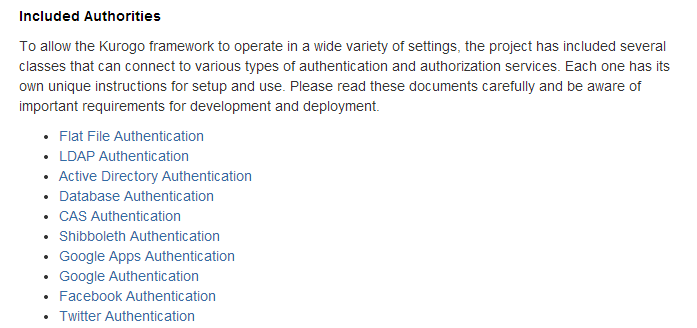 Included Authorities
To allow the Kurogo framework to operate in a wide variety of settings, the project has included several
classes that can connect to various types of authentication and authorization services. Each one has its
own unique instructions for setup and use. Please read these documents carefully and be aware of
important requirements for development and deployment.
• Flat File Authentication
• LDAP Authentication
• Active Directory Authentication
• Database Authentication
• CAS Authentication
• Shibboleth Authentication
• Google Apps Authentication
• Google Authentication
• Facebook Authentication
• Twitter Authentication